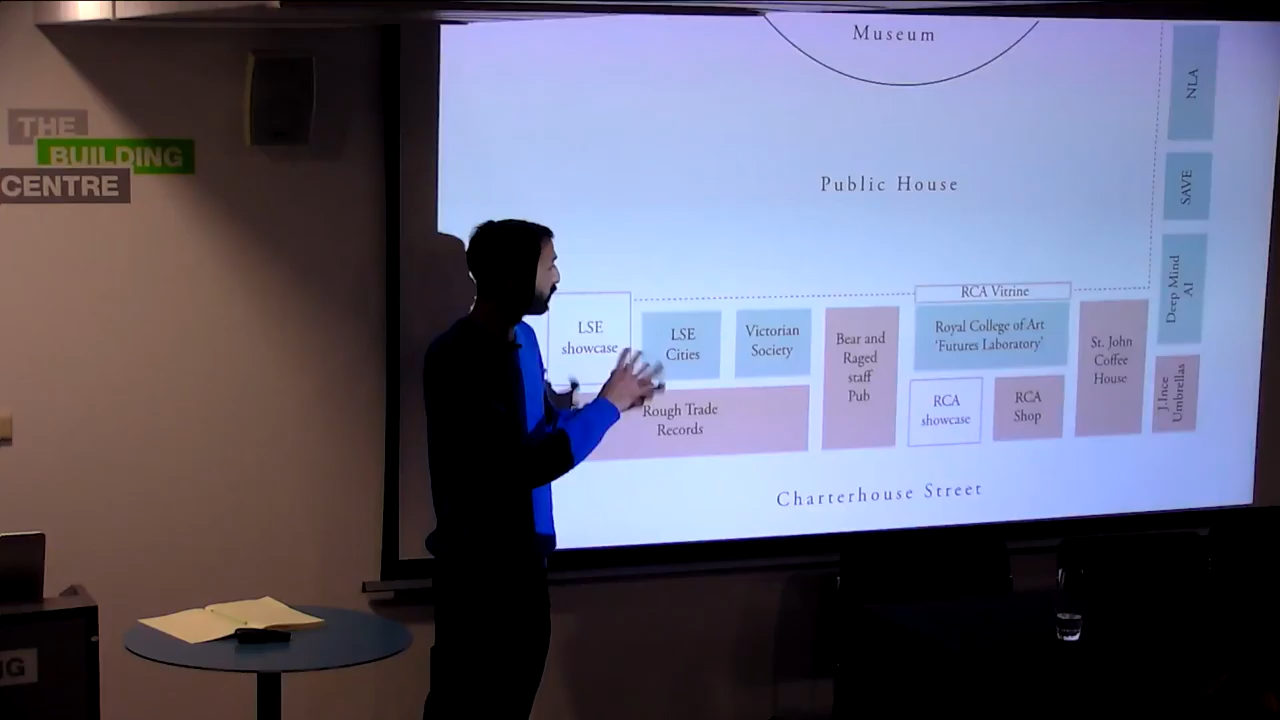 THE
BUILDING
CENTRE
Museum
Public House
NLA
SAVE
Deep Mind
AI
J.Ince
Umbrellas
RCA Vitrine
LSE
showcase
LSE
Cities
Victorian
Society
Bear and
Raged
staff
Pub
Royal College of Art
'Futures Laboratory'
St. John
Coffee
House
RCA
showcase
RCA
Shop
Rough Trade
Records
Charterhouse Street
NG